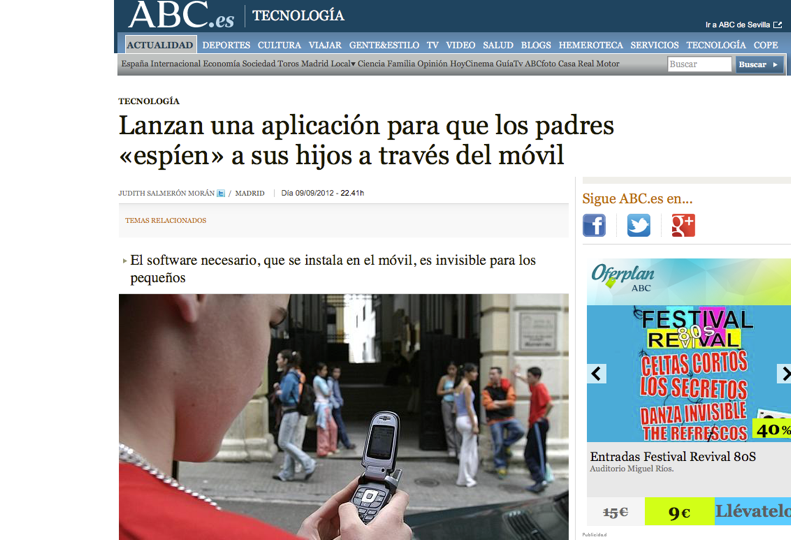 ABC.es
TECNOLOGÍA
Ir a ABC de Sevilla
ACTUALIDAD DEPORTES CULTURA VIAJAR GENTE&ESTILO TV VIDEO SALUD BLOGS HEMEROTECA SERVICIOS TECNOLOGÍA COPE
España Internacional Economía Sociedad Toros Madrid Local Ciencia Familia Opinión HoyCinema GuíaTv ABCfoto Casa Real Motor
Buscar
Buscar
TECNOLOGÍA
Lanzan una aplicación para que los padres
«espíen» a sus hijos a través del móvil
JUDITH SALMERÓN MORÁN / MADRID
Día 09/09/2012 - 22.41h
TEMAS RELACIONADOS
El software necesario, que se instala en el móvil, es invisible para los
pequeños
Sigue ABC.es en...
Oferplan
ABC
FESTIVAL
REVIVAL
80s
CELTAS CORTOS
LOS SECRETOS
DANZA INVISIBLE
THE REFRESCOS
40%
Entradas Festival Revival 80S
Auditorio Miguel Ríos.
15€ 9€ Llévatelo
Publicidad